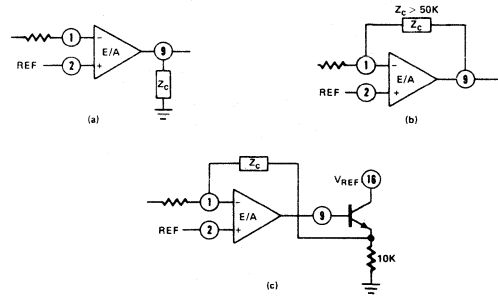 1
−
E/A
9
REF
2
+
Z_C
(a)
Z_C > 50K
Z_C
1
−
E/A
REF
2
+
9
(b)
Z_C
V_REF
16
1
−
E/A
9
REF
2
+
10K
(c)